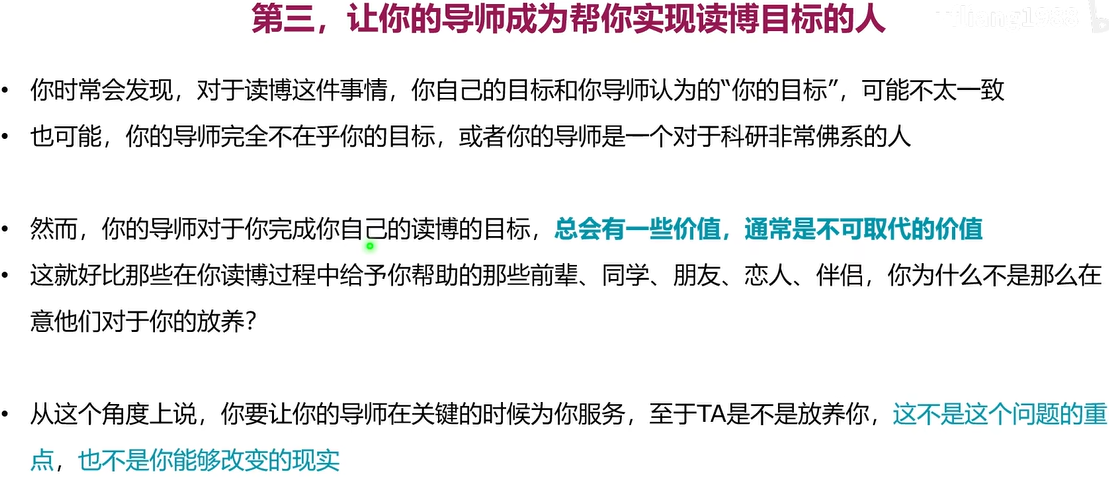 第三，让你的导师成为帮你实现读博目标的人
• 你时常会发现，对于读博这件事情，你自己的目标和你导师认为的“你的目标”，可能不太一致
• 也可能，你的导师完全不在乎你的目标，或者你的导师是一个对于科研非常佛系的人
• 然而，你的导师对于你完成你自己的读博的目标，总会有一些价值，通常是不可取代的价值
• 这就好比那些在你读博过程中给予你帮助的那些前辈、同学、朋友、恋人、伴侣，你为什么不是那么在
意他们对于你的放养？
• 从这个角度上说，你要让你的导师在关键的时候为你服务，至于TA是不是放养你，这不是这个问题的重
点，也不是你能够改变的现实